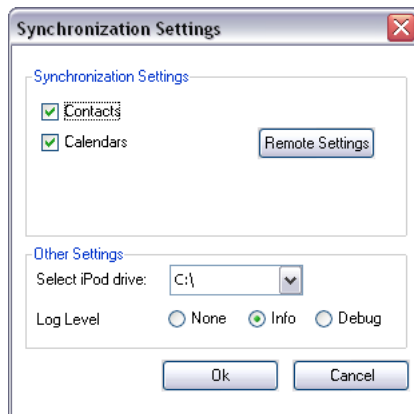 Synchronization Settings
Synchronization Settings
Contacts
Calendars Remote Settings
Other Settings
Select iPod drive: C:\
Log Level None Info Debug
Ok Cancel